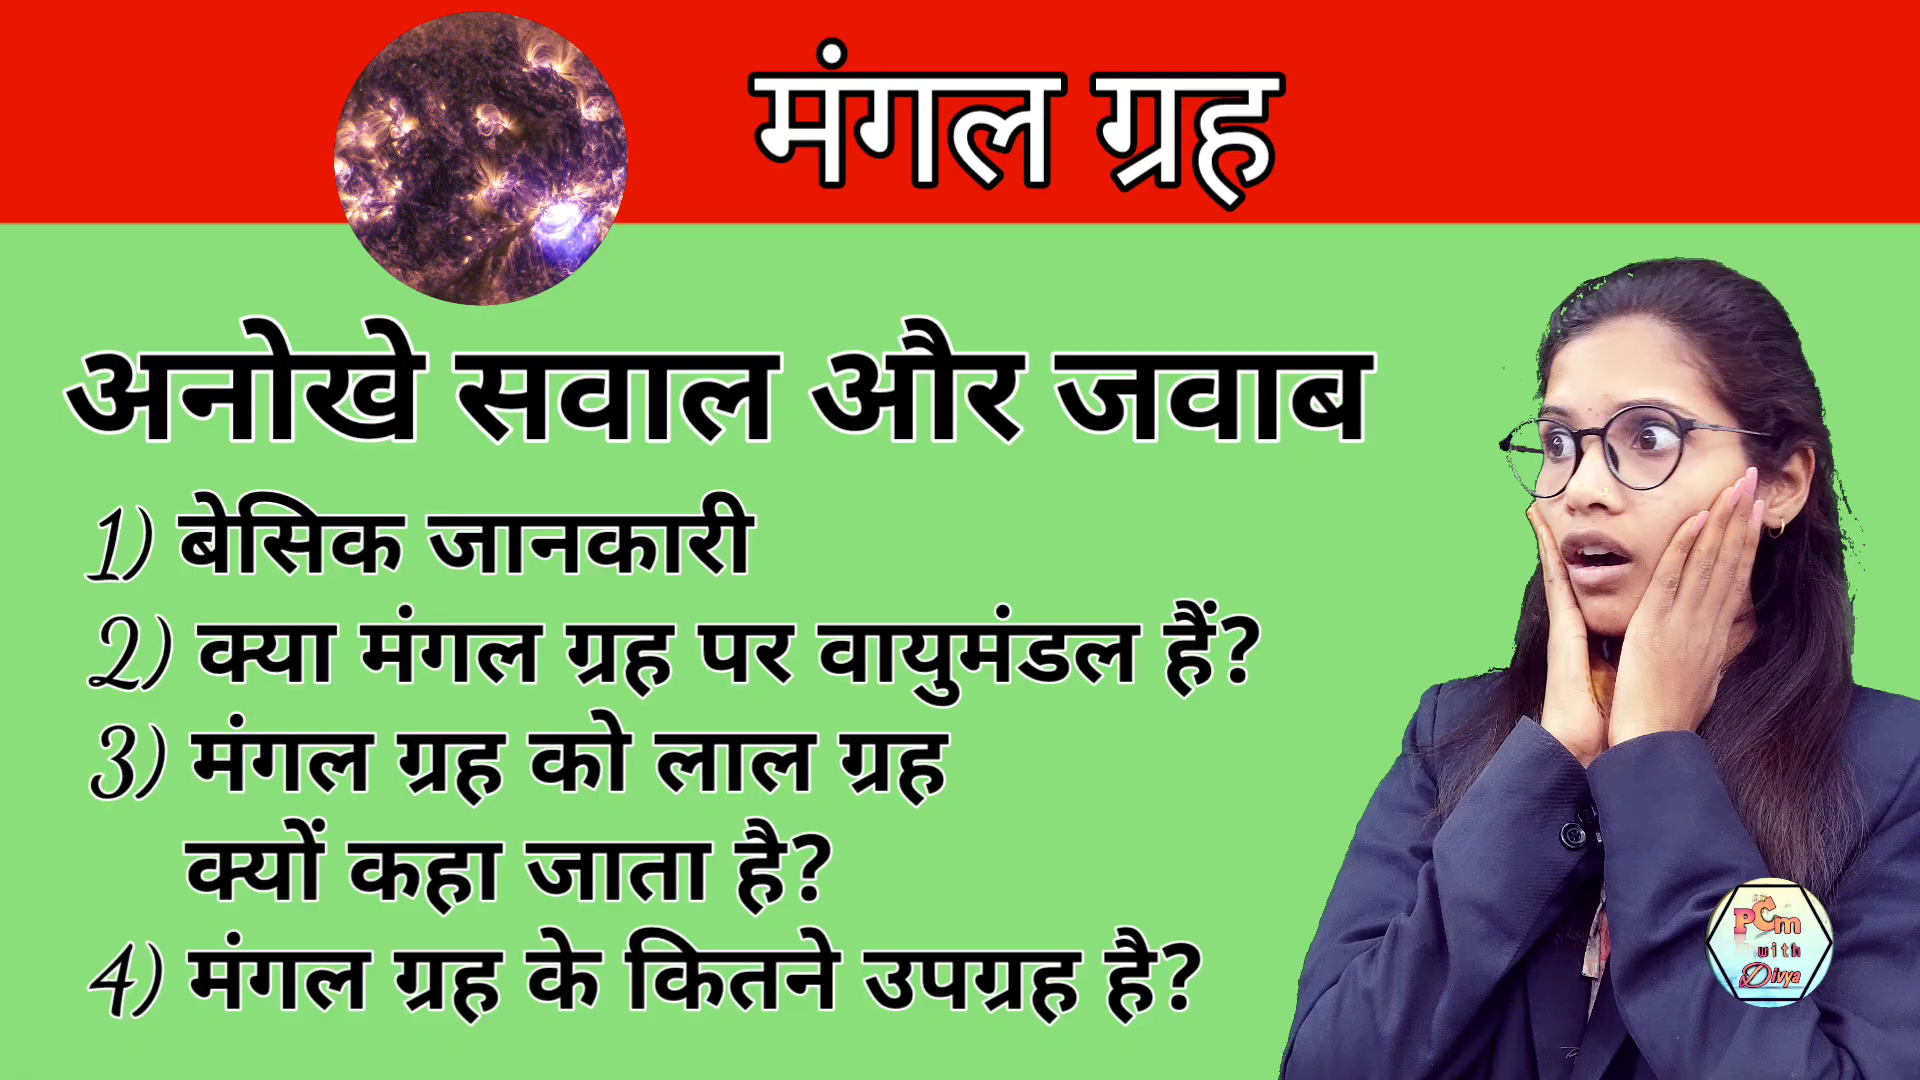 मंगल ग्रह
अनोखे सवाल और जवाब
1) बेसिक जानकारी
2) क्या मंगल ग्रह पर वायुमंडल हैं?
3) मंगल ग्रह को लाल ग्रह
क्यों कहा जाता है?
4) मंगल ग्रह के कितने उपग्रह है?
PCm
with
Divya